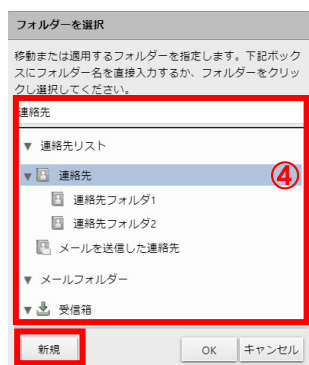 フォルダーを選択
移動または適用するフォルダーを指定します。下記ボック
スにフォルダー名を直接入力するか、フォルダーをクリッ
クし選択してください。
連絡先
▼ 連絡先リスト
▼ 連絡先
④
連絡先フォルダ1
連絡先フォルダ2
メールを送信した連絡先
▼ メールフォルダー
▼ 受信箱
新規 OK キャンセル